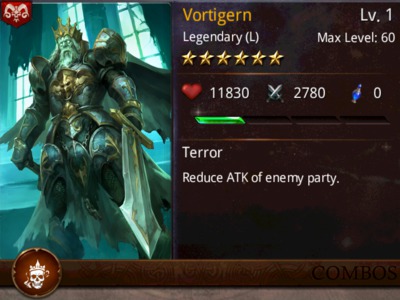 Vortigern Lv. 1
Legendary (L) Max Level: 60
11830 2780 0
Terror
Reduce ATK of enemy party.
COMBOS